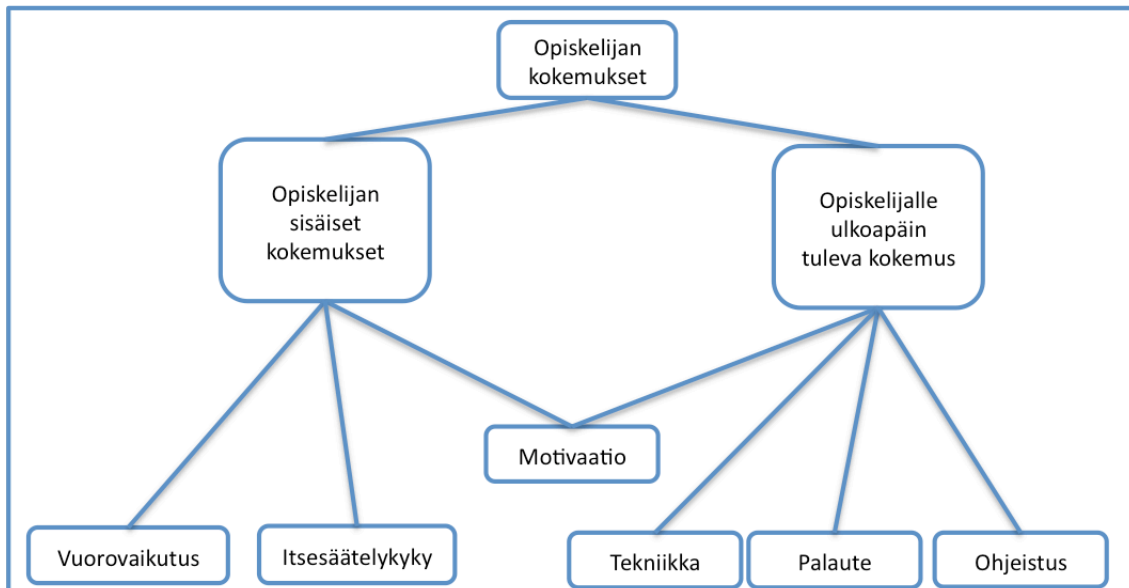 Opiskelijan
kokemukset
Opiskelijan
sisäiset
kokemukset
Opiskelijalle
ulkoapäin
tuleva kokemus
Motivaatio
Vuorovaikutus
Itsesäätelykyky
Tekniikka
Palaute
Ohjeistus